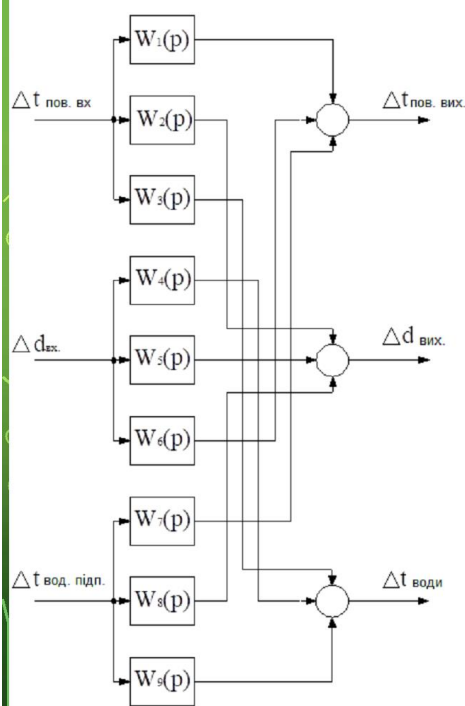 W₁(p)
△t пов. вх
W₂(p)
△t пов. вих.
W₃(p)
W₄(p)
△dвх.
W₅(p)
△d вих.
W₆(p)
W₇(p)
△t вод. підп.
W₈(p)
△t води
W₉(p)